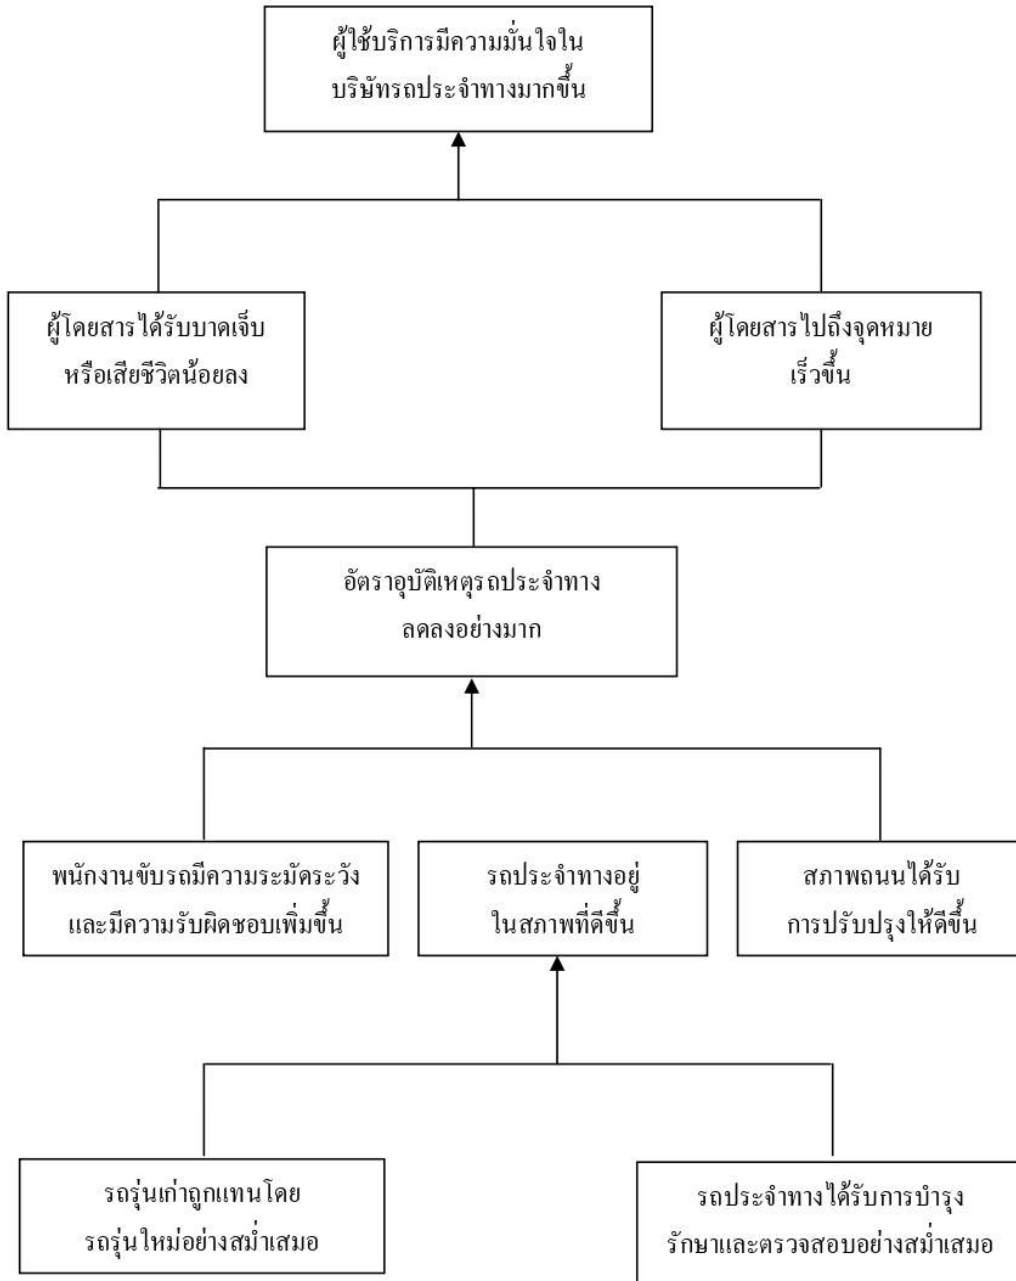 ผู้ใช้บริการมีความมั่นใจใน
บริษัทรถประจำทางมากขึ้น
ผู้โดยสารได้รับบาดเจ็บ
หรือเสียชีวิตน้อยลง
ผู้โดยสารไปถึงจุดหมาย
เร็วขึ้น
อัตราอุบัติเหตุรถประจำทาง
ลดลงอย่างมาก
พนักงานขับรถมีความระมัดระวัง
และมีความรับผิดชอบเพิ่มขึ้น
รถประจำทางอยู่
ในสภาพที่ดีขึ้น
สภาพถนนได้รับ
การปรับปรุงให้ดีขึ้น
รถรุ่นเก่าถูกแทนโดย
รถรุ่นใหม่อย่างสม่ำเสมอ
รถประจำทางได้รับการบำรุง
รักษาและตรวจสอบอย่างสม่ำเสมอ